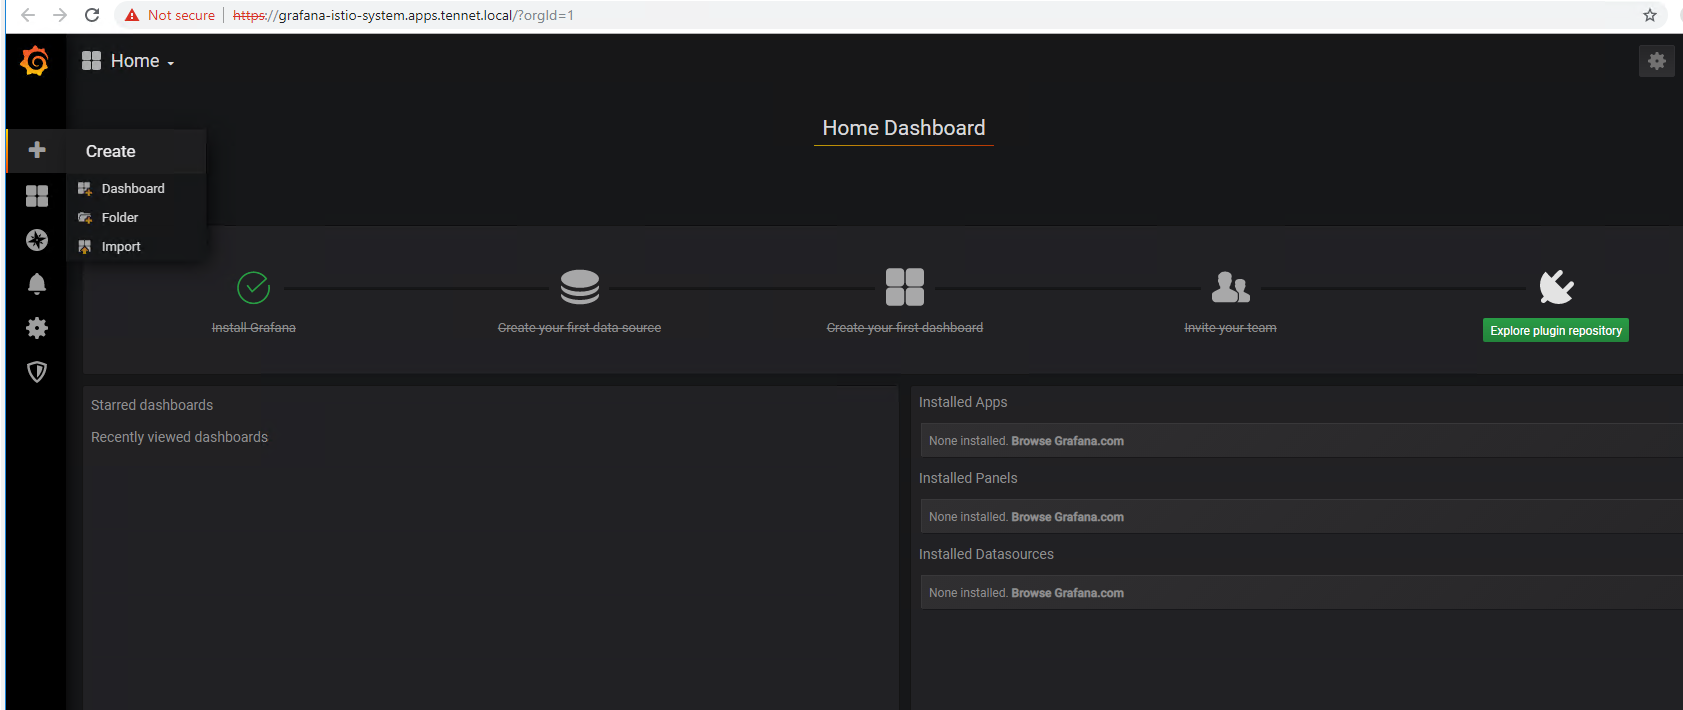 Not secure | https://grafana-istio-system.apps.tennet.local/?orgId=1
Home
Home Dashboard
Create
Dashboard
Folder
Import
Install Grafana
Create your first data source
Create your first dashboard
Invite your team
Explore plugin repository
Starred dashboards
Recently viewed dashboards
Installed Apps
None installed. Browse Grafana.com
Installed Panels
None installed. Browse Grafana.com
Installed Datasources
None installed. Browse Grafana.com